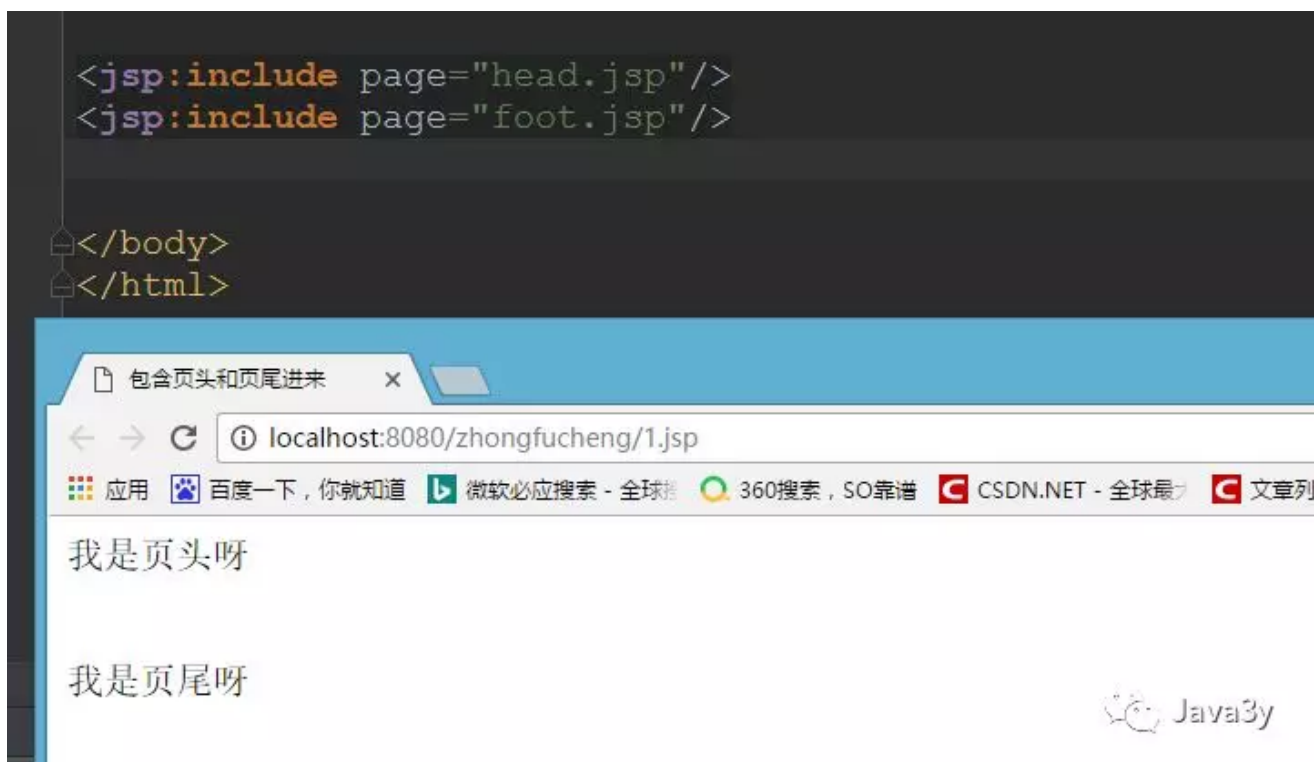 <jsp:include page="head.jsp"/>
<jsp:include page="foot.jsp"/>
</body>
</html>
包含页头和页尾进来
localhost:8080/zhongfucheng/1.jsp
应用 百度一下，你就知道 微软必应搜索 - 全球 360搜索，SO靠谱 CSDN.NET - 全球最 文章列
我是页头呀
我是页尾呀
Java3y